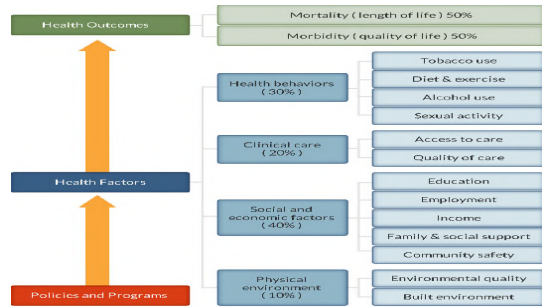 Health Outcomes
Mortality ( length of life ) 50%
Morbidity ( quality of life ) 50%
Health Factors
Health behaviors
( 30% )
Tobacco use
Diet & exercise
Alcohol use
Sexual activity
Clinical care
( 20% )
Access to care
Quality of care
Social and
economic factors
( 40% )
Education
Employment
Income
Family & social support
Community safety
Physical
environment
( 10% )
Environmental quality
Built environment
Policies and Programs